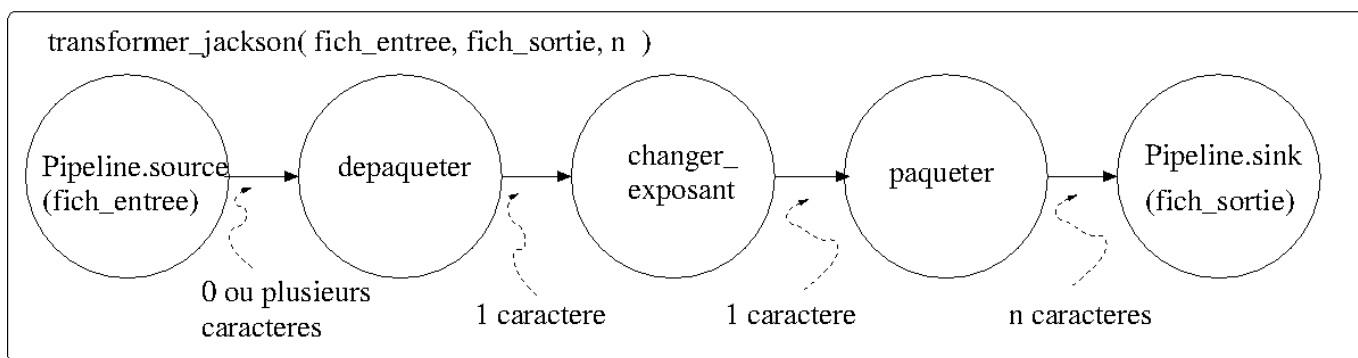 transformer_jackson( fich_entree, fich_sortie, n )
Pipeline.source
(fich_entree)
depaqueter
changer_
exposant
paqueter
Pipeline.sink
(fich_sortie)
0 ou plusieurs
caracteres
1 caractere
1 caractere
n caracteres